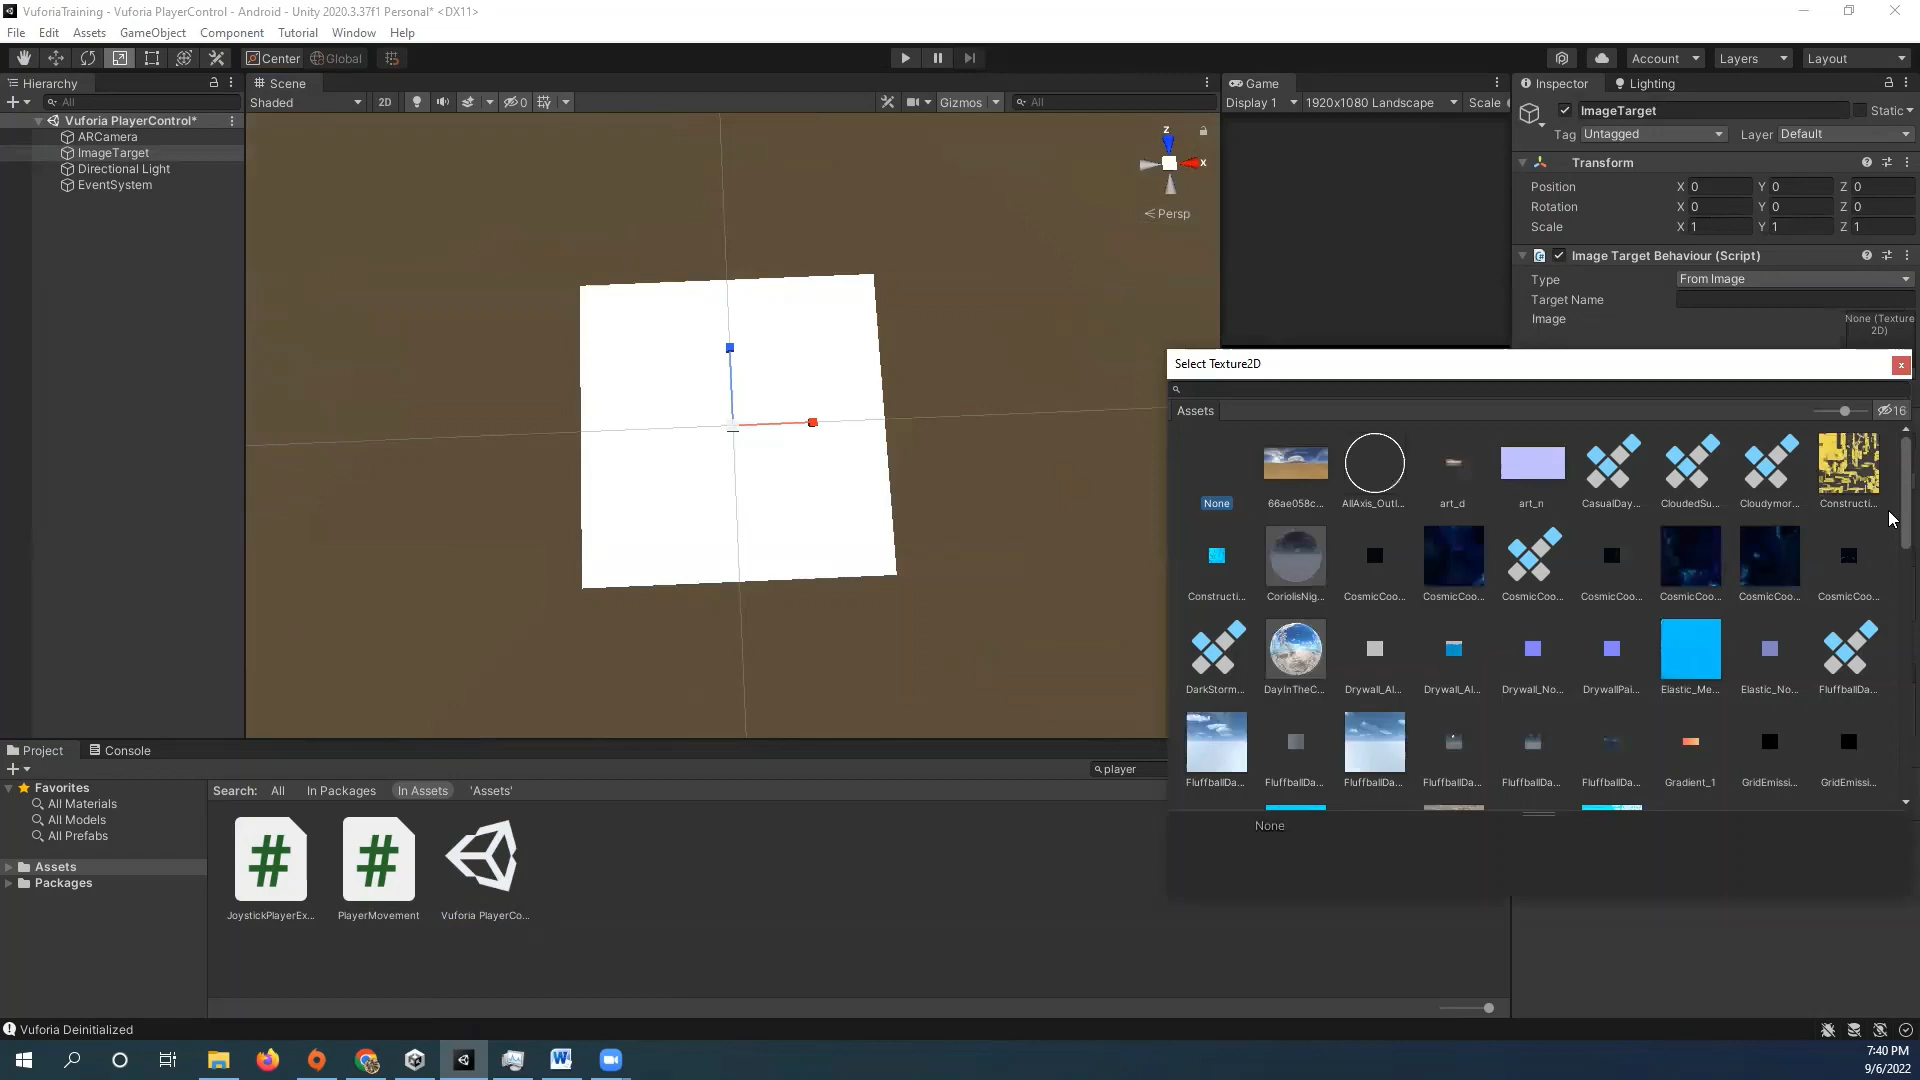 VuforiaTraining - Vuforia PlayerControl - Android - Unity 2020.3.37f1 Personal* <DX11>
File Edit Assets GameObject Component Tutorial Window Help
Center Global Account Layers Layout
Hierarchy Scene Game Inspector Lighting
All Shaded 2D 0 Gizmos All Display 1 1920x1080 Landscape Scale
ImageTarget Static
Tag Untagged Layer Default
Vuforia PlayerControl*
ARCamera
ImageTarget
Directional Light
EventSystem
z
x
Persp
Transform
Position X 0 Y 0 Z 0
Rotation X 0 Y 0 Z 0
Scale X 1 Y 1 Z 1
Image Target Behaviour (Script)
Type From Image
Target Name
Image None (Texture
2D)
Select Texture2D
Assets 16
None 66ae058c... AllAxis_Outl... art_d art_n CasualDay... CloudedSu... Cloudymor... Constructi...
Constructi... CoriolisNig... CosmicCoo... CosmicCoo... CosmicCoo... CosmicCoo... CosmicCoo... CosmicCoo... CosmicCoo...
DarkStorm... DayInTheC... Drywall_Al... Drywall_Al... Drywall_No... DrywallPai... Elastic_Me... Elastic_No... FluffballDa...
FluffballDa... FluffballDa... FluffballDa... FluffballDa... FluffballDa... FluffballDa... Gradient_1 GridEmissi... GridEmissi...
None
Project Console
player
Favorites
All Materials
All Models
All Prefabs
Assets
Packages
Search: All In Packages In Assets 'Assets'
JoystickPlayerEx... PlayerMovement Vuforia PlayerCo...
Vuforia Deinitialized
7:40 PM
9/6/2022